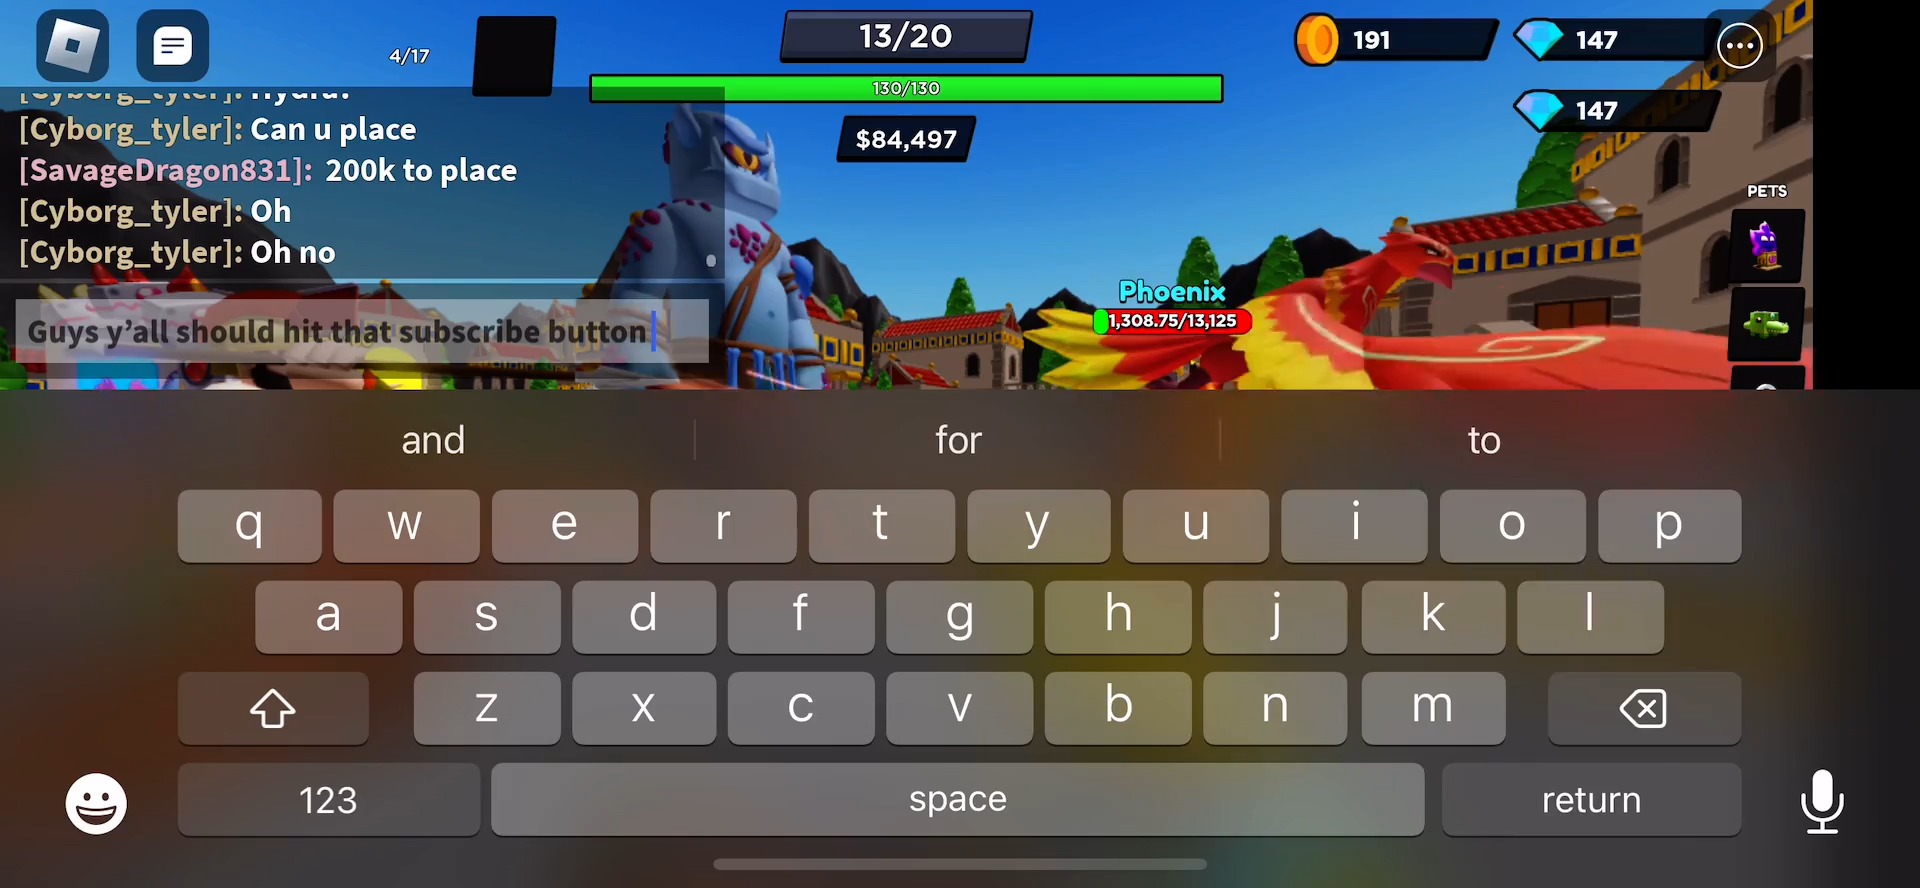 4/17
13/20
191
147
130/130
[Cyborg_tyler]: Hydra?
147
[Cyborg_tyler]: Can u place
$84,497
[SavageDragon831]: 200k to place
PETS
[Cyborg_tyler]: Oh
[Cyborg_tyler]: Oh no
Phoenix
1,308.75/13,125
Guys y’all should hit that subscribe button
and for to
q w e r t y u i o p
a s d f g h j k l
z x c v b n m
123 space return